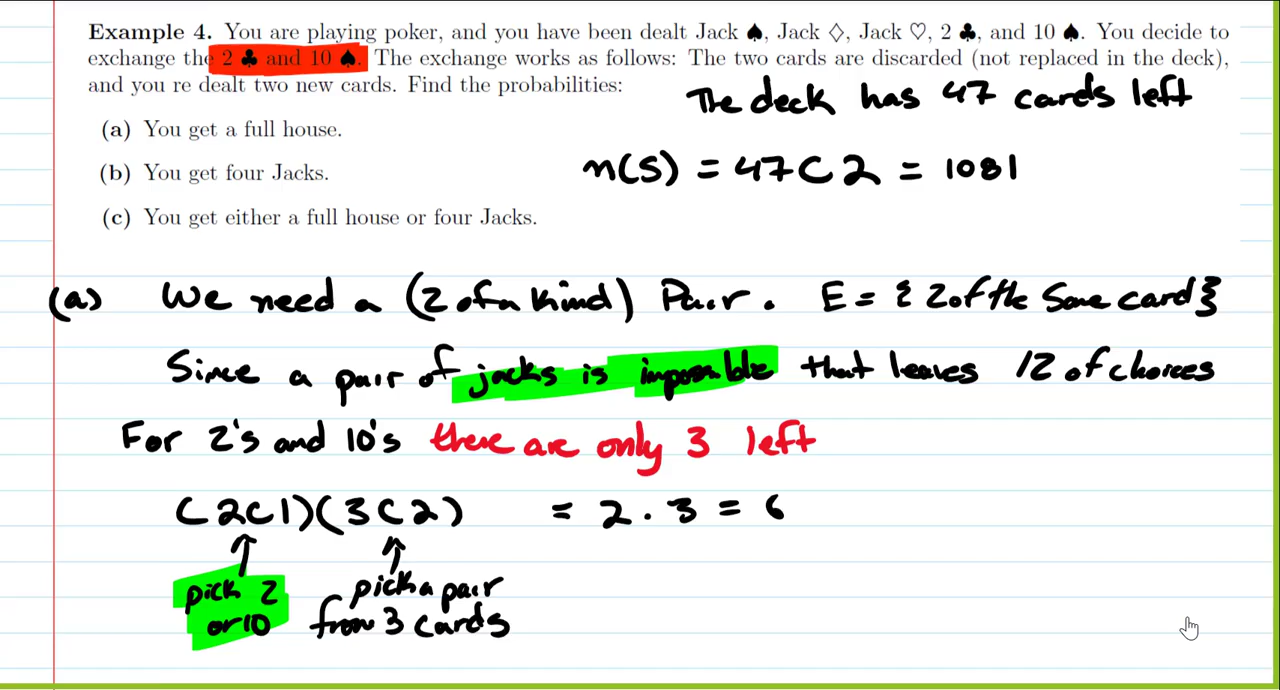 Example 4. You are playing poker, and you have been dealt Jack ♠, Jack ♢, Jack ♡, 2 ♣, and 10 ♠. You decide to
exchange the 2 ♣ and 10 ♠. The exchange works as follows: The two cards are discarded (not replaced in the deck),
and you re dealt two new cards. Find the probabilities:
The deck has 47 cards left
(a) You get a full house.
n(S) = 47C2 = 1081
(b) You get four Jacks.
(c) You get either a full house or four Jacks.
(a) We need a (2 of a kind) Pair. E = { 2 of the Same card }
Since a pair of jacks is impossible that leaves 12 of choices
For 2's and 10's there are only 3 left
(2C1)(3C2) = 2 · 3 = 6
pick 2
or 10
pick a pair
from 3 cards